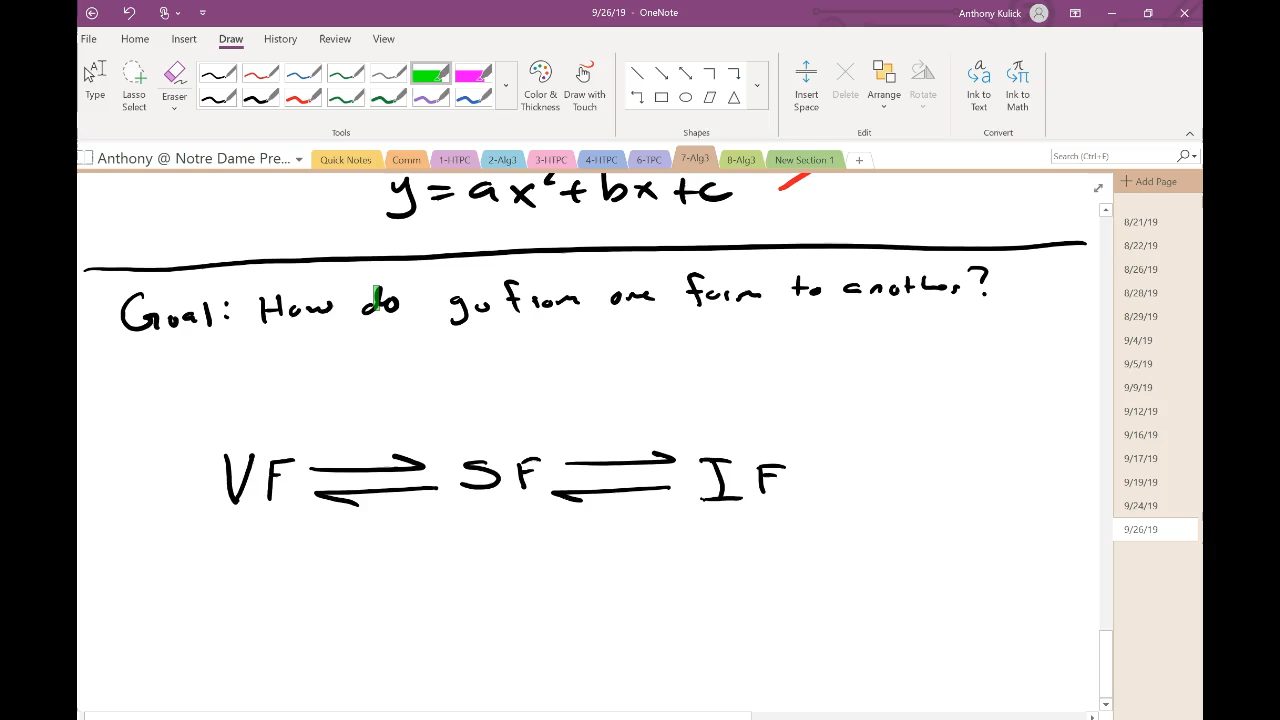 9/26/19 - OneNote
Anthony Kulick
File Home Insert Draw History Review View
Type
Lasso Select
Eraser
Color & Thickness
Draw with Touch
Insert Space
Delete
Arrange
Rotate
Ink to Text
Ink to Math
Tools
Shapes
Edit
Convert
Anthony @ Notre Dame Pre...
Quick Notes Comm 1-HTPC 2-Alg3 3-HTPC 4-HTPC 6-TPC 7-Alg3 8-Alg3 New Section 1
Search (Ctrl+F)
Add Page
8/21/19
8/22/19
8/26/19
8/28/19
8/29/19
9/4/19
9/5/19
9/9/19
9/12/19
9/16/19
9/17/19
9/19/19
9/24/19
9/26/19
y = ax² + bx + c
Goal: How do go from one form to another?
VF ⇌ SF ⇌ IF